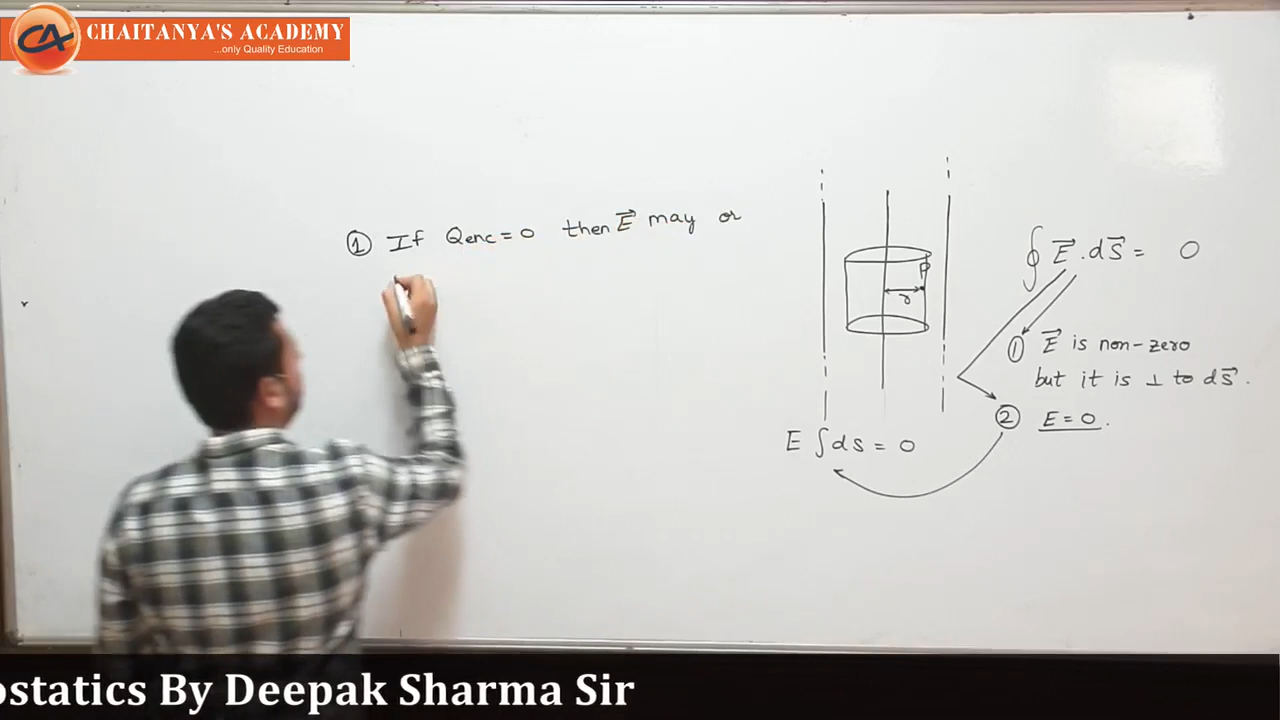 CHAITANYA'S ACADEMY
...only Quality Education
① If Qenc = 0 then E⃗ may or
P
r
∮ E⃗ . dS⃗ = 0
① E⃗ is non-zero
but it is ⊥ to dS⃗ .
② E = 0 .
E ∫ ds = 0
ostatics By Deepak Sharma Sir